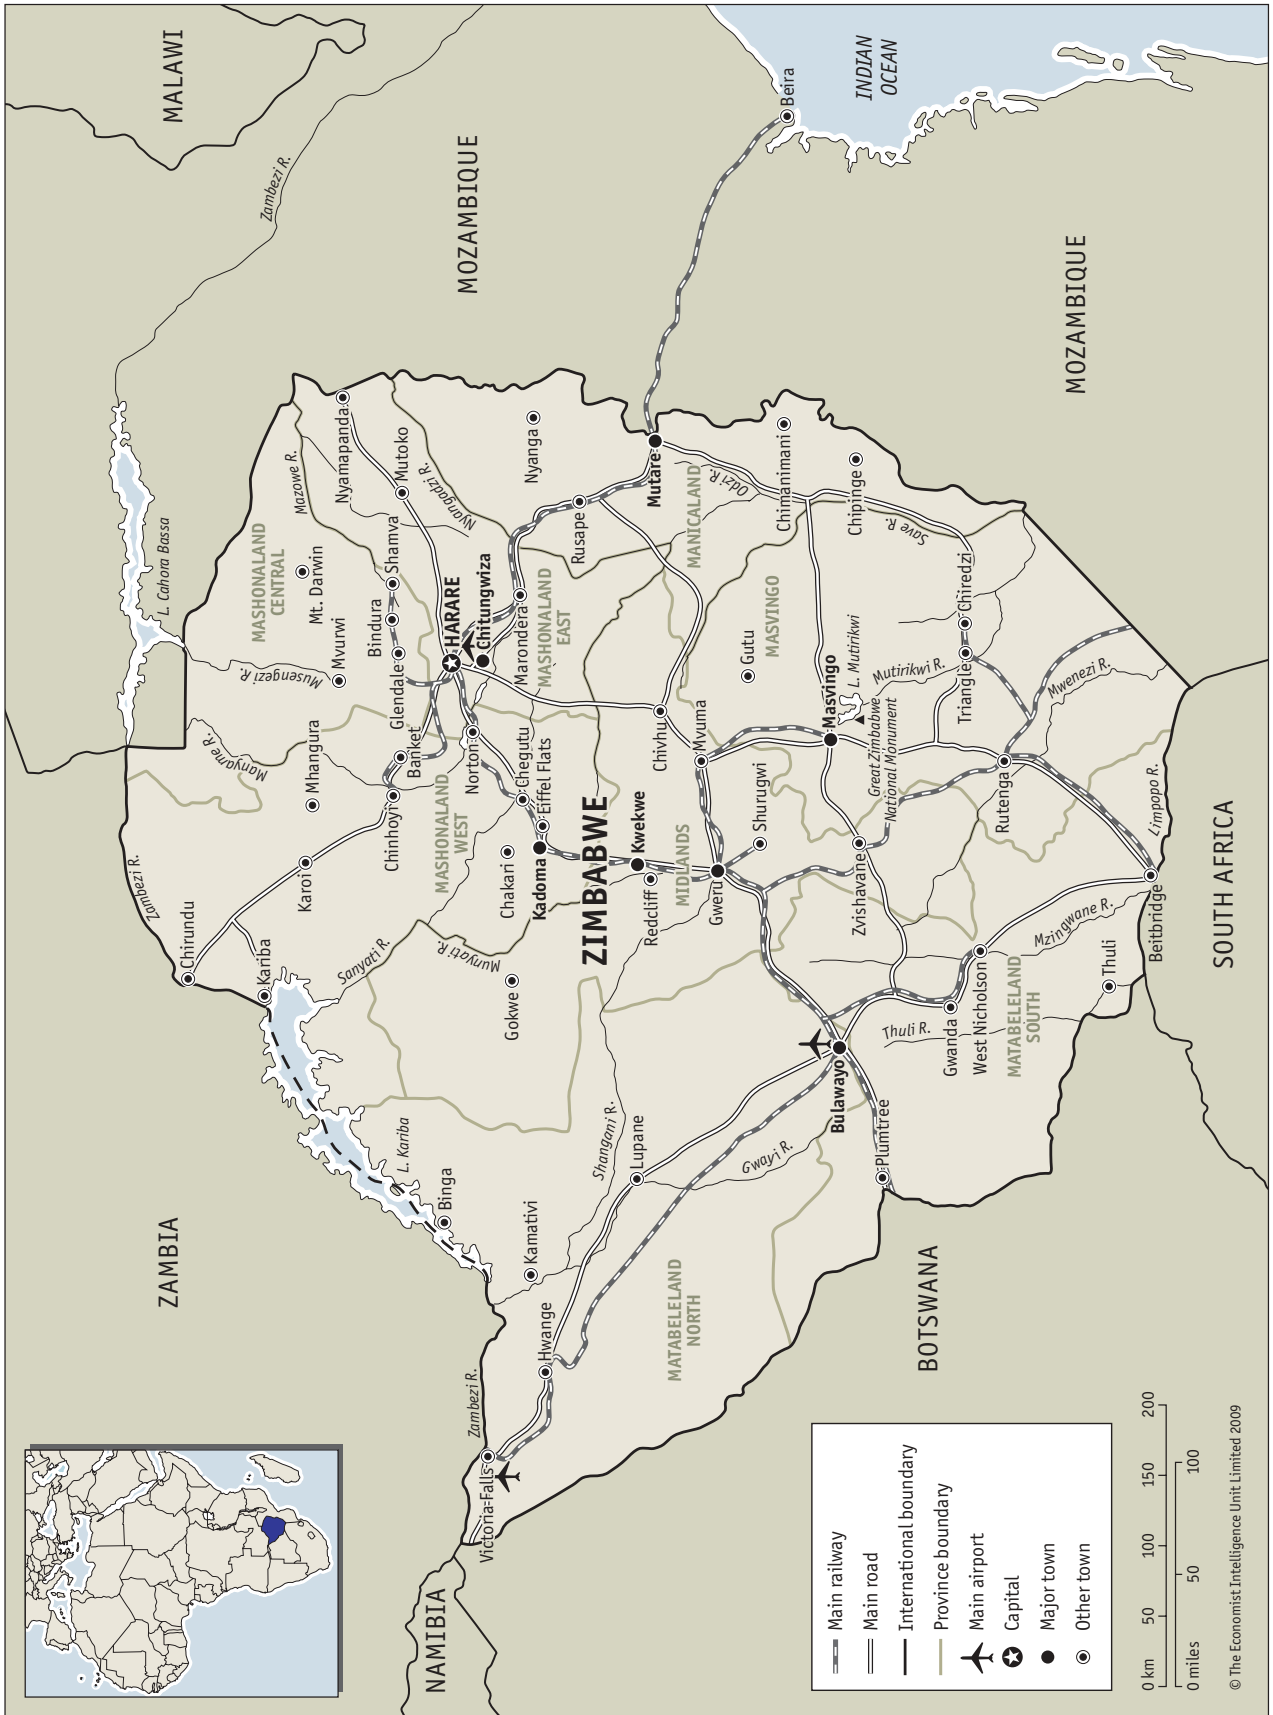 MALAWI
Zambezi R.
MOZAMBIQUE
INDIAN
OCEAN
Beira
MOZAMBIQUE
ZAMBIA
NAMIBIA
BOTSWANA
SOUTH AFRICA
ZIMBABWE
L. Cahora Bassa
Zambezi R.
Chirundu
Kariba
Karoi
Mhangura
Manyame R.
Musengezi R.
MASHONALAND
CENTRAL
Mt. Darwin
Mvurwi
Mazowe R.
Nyamapanda
Mutoko
Nyangadzi R.
Shamva
Bindura
Glendale
Banket
Chinhoyi
MASHONALAND
WEST
HARARE
Chitungwiza
Marondera
MASHONALAND
EAST
Nyanga
Rusape
Mutare
MANICALAND
Odzi R.
Chimanimani
Chipinge
Save R.
Norton
Chegutu
Eiffel Flats
Chakari
Kadoma
Sanyati R.
Munyati R.
Gokwe
Kwekwe
Redcliff
MIDLANDS
Gweru
Shurugwi
Chivhu
Mvuma
Gutu
MASVINGO
Masvingo
L. Mutirikwi
Mutirikwi R.
Great Zimbabwe
National Monument
Chiredzi
Triangle
Mwenezi R.
Rutenga
Zvishavane
Limpopo R.
Beitbridge
Mzingwane R.
Thuli
West Nicholson
Gwanda
MATABELELAND
SOUTH
Thuli R.
Bulawayo
Plumtree
Gwayi R.
Shangani R.
Lupane
L. Kariba
Binga
Kamativi
Hwange
MATABELELAND
NORTH
Zambezi R.
Victoria Falls
Main railway
Main road
International boundary
Province boundary
Main airport
Capital
Major town
Other town
0 km 50 100 150 200
0 miles 50 100
© The Economist Intelligence Unit Limited 2009